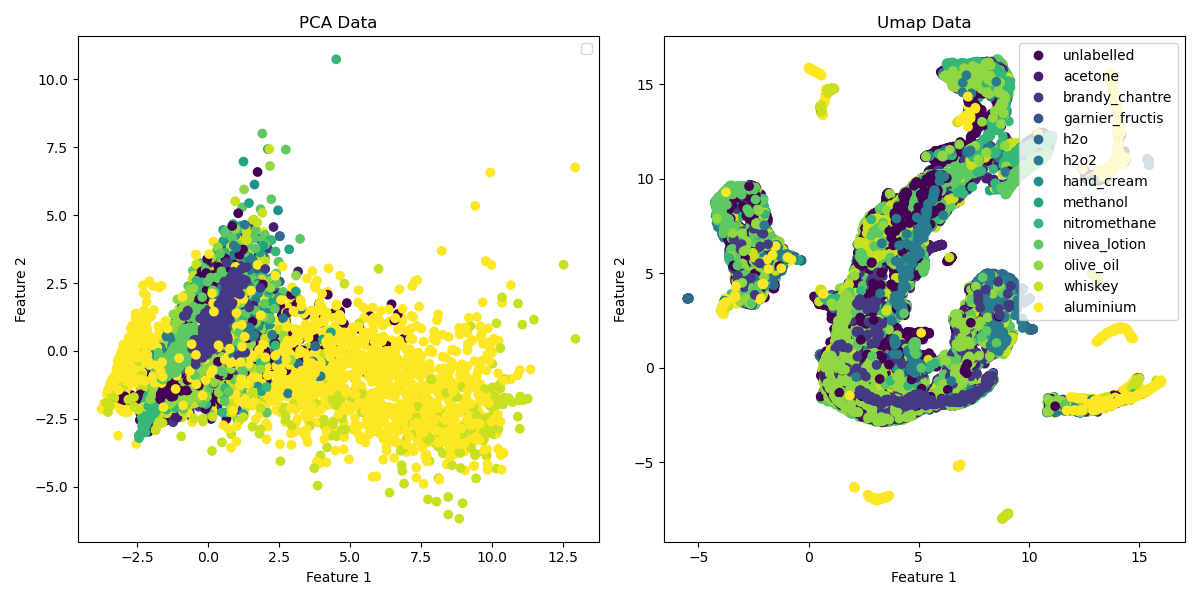 PCA Data
10.0
7.5
5.0
2.5
0.0
−2.5
−5.0
Feature 2
−2.5
0.0
2.5
5.0
7.5
10.0
12.5
Feature 1
Umap Data
15
10
5
0
−5
Feature 2
−5
0
5
10
15
Feature 1
unlabelled
acetone
brandy_chantre
garnier_fructis
h2o
h2o2
hand_cream
methanol
nitromethane
nivea_lotion
olive_oil
whiskey
aluminium